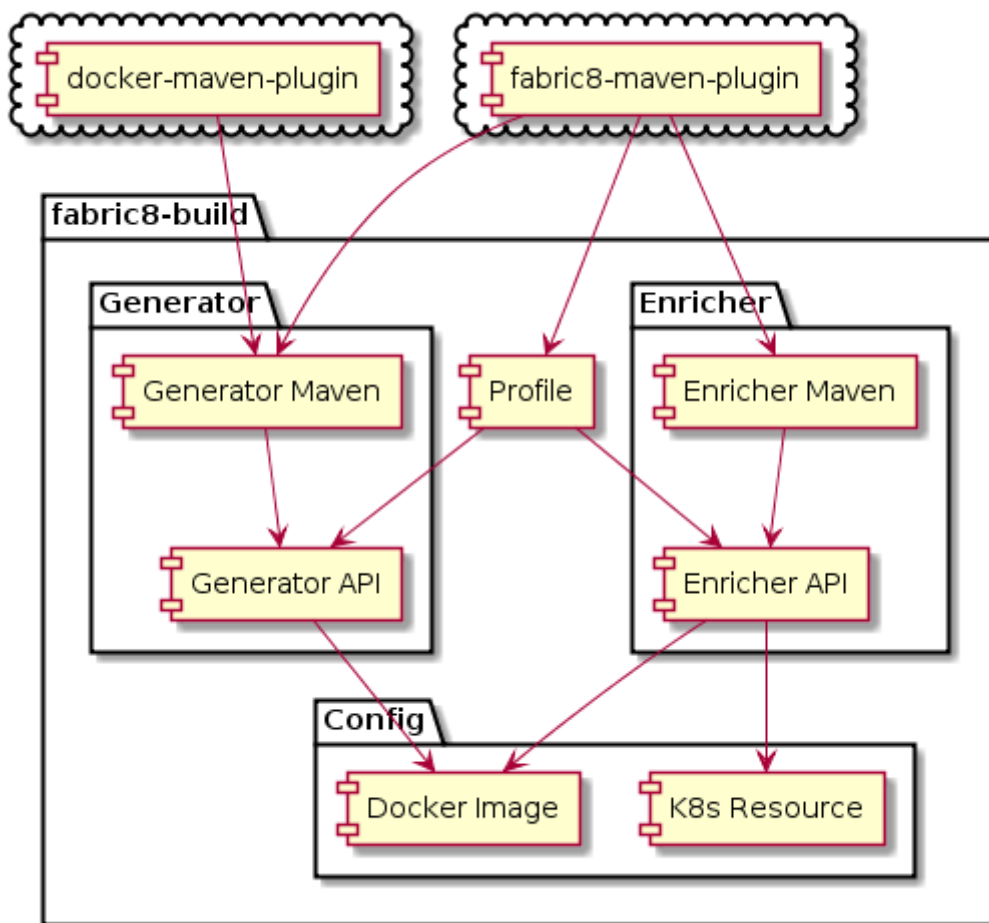 docker-maven-plugin
fabric8-maven-plugin
fabric8-build
Generator
Enricher
Generator Maven
Profile
Enricher Maven
Generator API
Enricher API
Config
Docker Image
K8s Resource